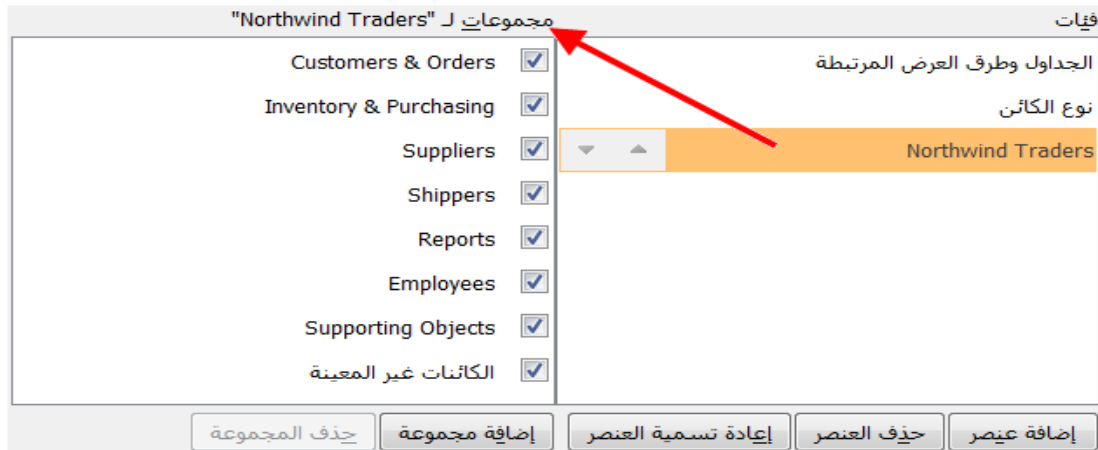 فئات
الجداول وطرق العرض المرتبطة
نوع الكائن
Northwind Traders
مجموعات لـ "Northwind Traders"
Customers & Orders
Inventory & Purchasing
Suppliers
Shippers
Reports
Employees
Supporting Objects
الكائنات غير المعينة
إضافة عنصر
حذف العنصر
إعادة تسمية العنصر
إضافة مجموعة
حذف المجموعة